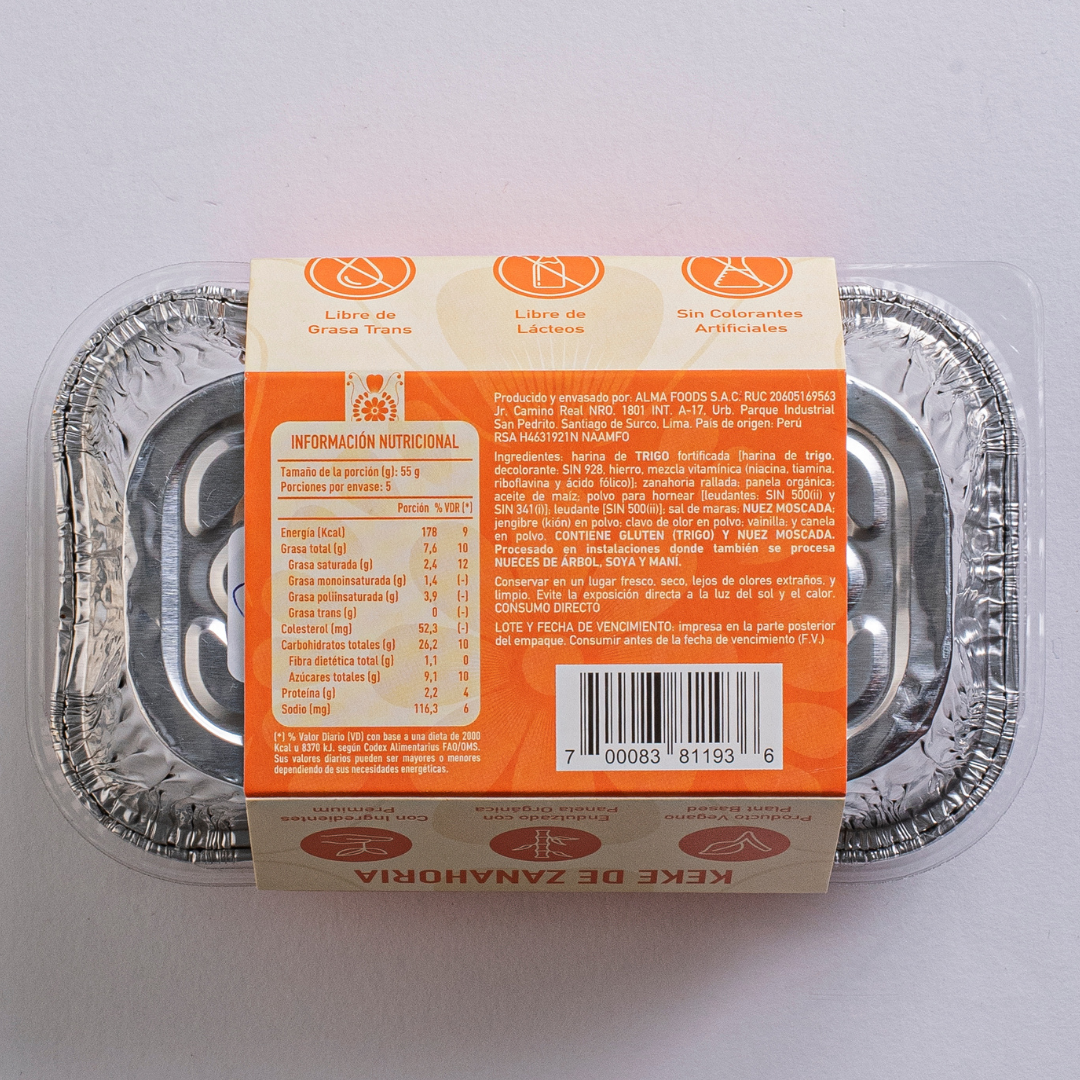 Libre de
Grasa Trans
Libre de
Lácteos
Sin Colorantes
Artificiales
INFORMACIÓN NUTRICIONAL
Tamaño de la porción (g): 55 g
Porciones por envase: 5
Porción % VDR (*)
Energía (Kcal) 178 9
Grasa total (g) 7,6 10
Grasa saturada (g) 2,4 12
Grasa monoinsaturada (g) 1,4 (-)
Grasa poliinsaturada (g) 3,9 (-)
Grasa trans (g) 0 (-)
Colesterol (mg) 52,3 (-)
Carbohidratos totales (g) 26,2 10
Fibra dietética total (g) 1,1 0
Azúcares totales (g) 9,1 10
Proteína (g) 2,2 4
Sodio (mg) 116,3 6
(*) % Valor Diario (VD) con base a una dieta de 2000
Kcal u 8370 kJ. según Codex Alimentarius FAO/OMS.
Sus valores diarios pueden ser mayores o menores
dependiendo de sus necesidades energéticas.
Producido y envasado por: ALMA FOODS S.A.C. RUC 20605169563
Jr. Camino Real NRO. 1801 INT. A-17, Urb. Parque Industrial
San Pedrito. Santiago de Surco, Lima. País de origen: Perú
RSA H4631921N NAAMFO
Ingredientes: harina de TRIGO fortificada [harina de trigo,
decolorante: SIN 928, hierro, mezcla vitamínica (niacina, tiamina,
riboflavina y ácido fólico)]; zanahoria rallada; panela orgánica;
aceite de maíz; polvo para hornear [leudantes: SIN 500(ii) y
SIN 341(i)]; leudante [SIN 500(ii)]; sal de maras; NUEZ MOSCADA;
jengibre (kión) en polvo; clavo de olor en polvo; vainilla; y canela
en polvo. CONTIENE GLUTEN (TRIGO) Y NUEZ MOSCADA.
Procesado en instalaciones donde también se procesa
NUECES DE ÁRBOL, SOYA Y MANÍ.
Conservar en un lugar fresco, seco, lejos de olores extraños, y
limpio. Evite la exposición directa a la luz del sol y el calor.
CONSUMO DIRECTO
LOTE Y FECHA DE VENCIMIENTO: impresa en la parte posterior
del empaque. Consumir antes de la fecha de vencimiento (F.V.)
7 00083 81193 6
KEKE DE ZANAHORIA
Producto Vegano
Plant Based
Endulzado con
Panela Orgánica
Con Ingredientes
Premium